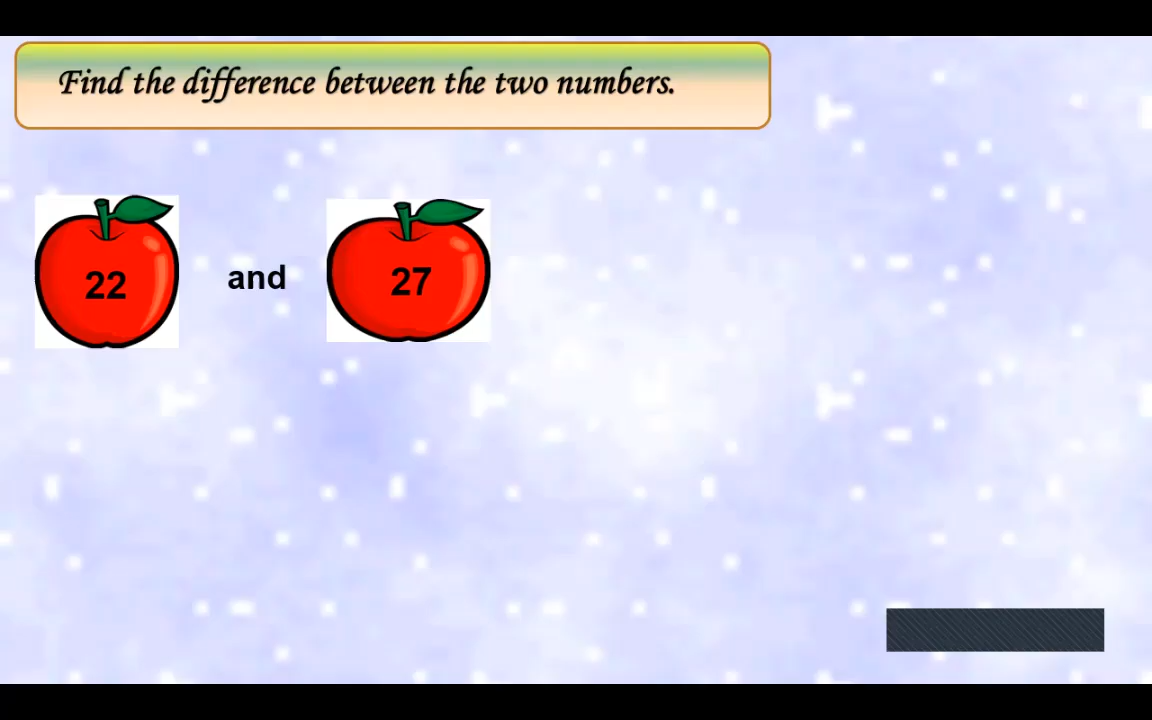 Find the difference between the two numbers.
22 and 27